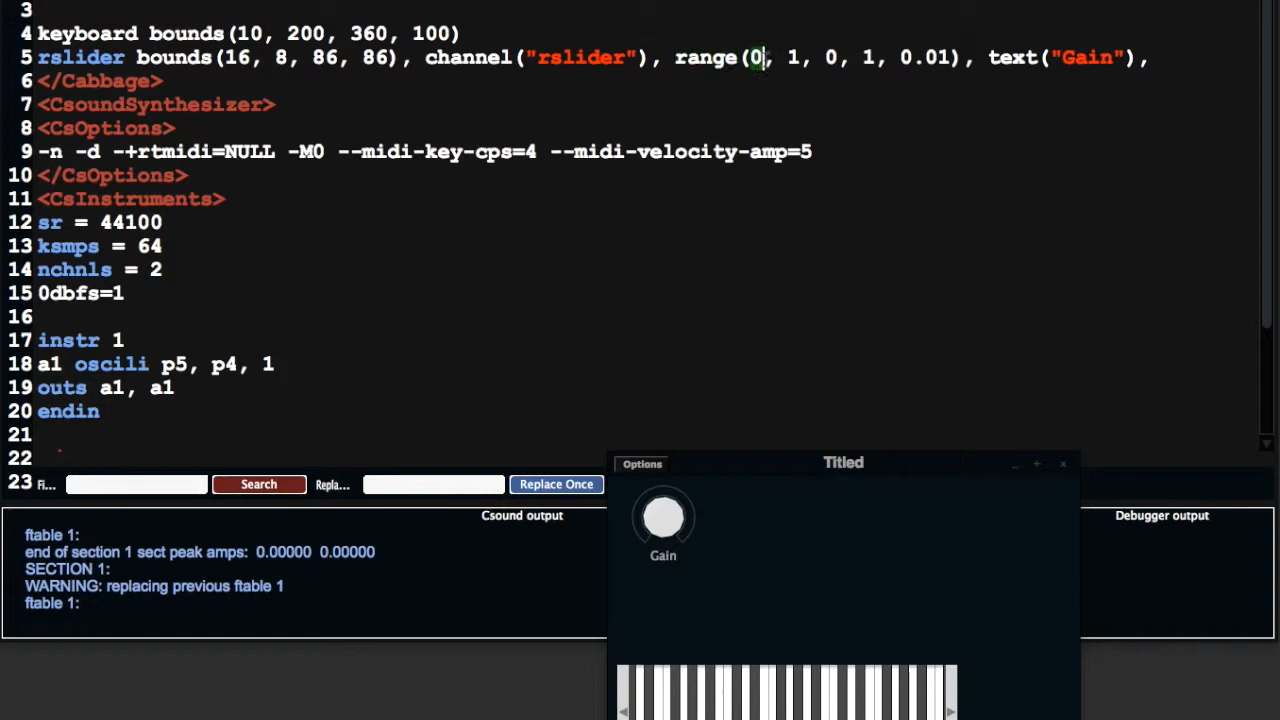 3
4 keyboard bounds(10, 200, 360, 100)
5 rslider bounds(16, 8, 86, 86), channel("rslider"), range(0, 1, 0, 1, 0.01), text("Gain"),
6 </Cabbage>
7 <CsoundSynthesizer>
8 <CsOptions>
9 -n -d -+rtmidi=NULL -M0 --midi-key-cps=4 --midi-velocity-amp=5
10 </CsOptions>
11 <CsInstruments>
12 sr = 44100
13 ksmps = 64
14 nchnls = 2
15 0dbfs=1
16
17 instr 1
18 a1 oscili p5, p4, 1
19 outs a1, a1
20 endin
21
22
23
Fi... Search Repla... Replace Once
Csound output
ftable 1:
end of section 1 sect peak amps: 0.00000 0.00000
SECTION 1:
WARNING: replacing previous ftable 1
ftable 1:
Options Titled
Gain
Debugger output